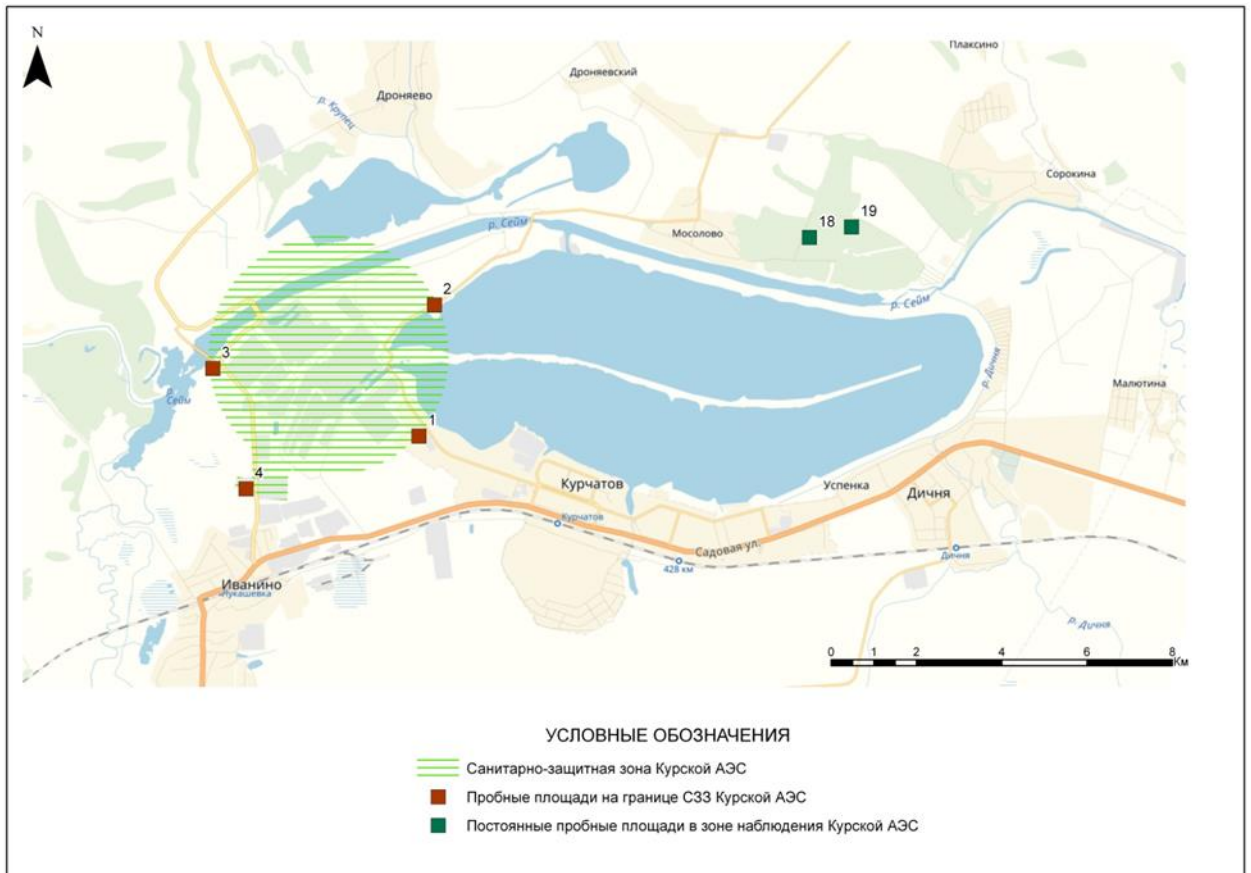 N
Плаксино
Дроняевский
Дроняево
р. Крупец
Сорокина
р. Сейм
Мосолово
18
19
2
р. Сейм
3
р. Сейм
р. Дичня
Малютина
1
4
Курчатов
Успенка
Дичня
Курчатов
Садовая ул.
428 км
Дичня
Иванино
Лукашевка
р. Дичня
0 1 2 4 6 8
Км
УСЛОВНЫЕ ОБОЗНАЧЕНИЯ
Санитарно-защитная зона Курской АЭС
Пробные площади на границе СЗЗ Курской АЭС
Постоянные пробные площади в зоне наблюдения Курской АЭС